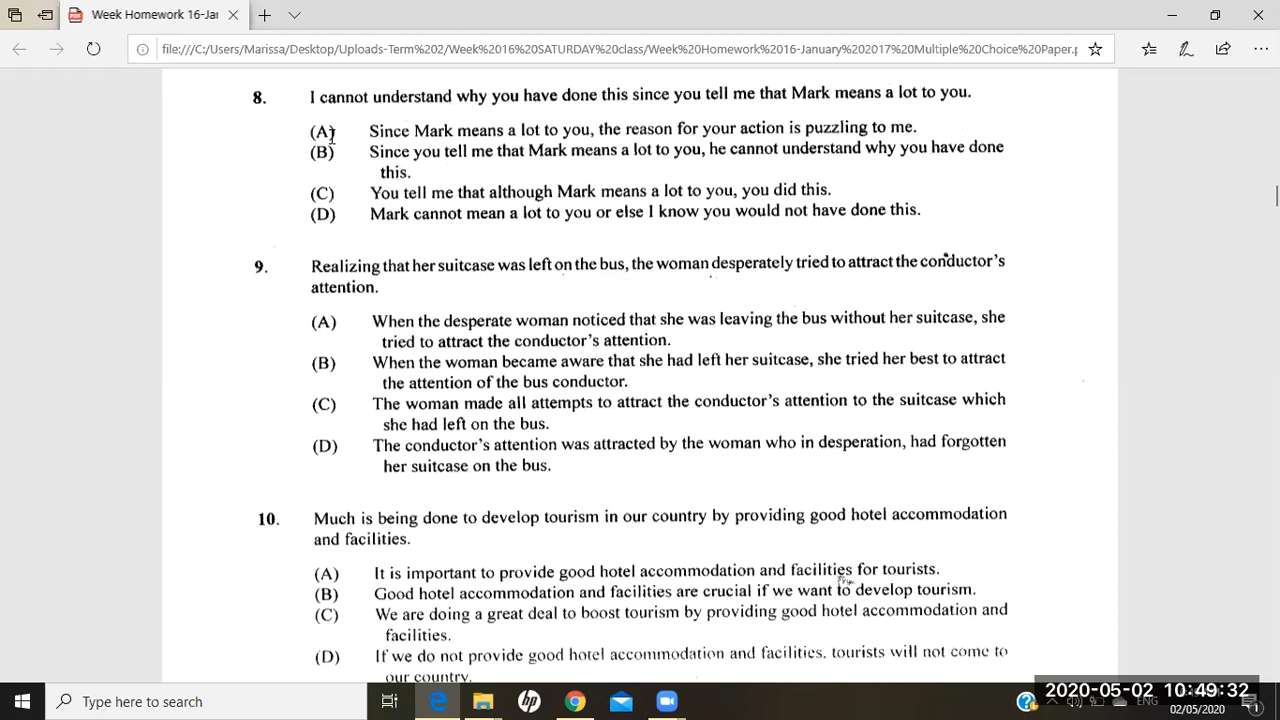 Week Homework 16-Jar
file:///C:/Users/Marissa/Desktop/Uploads-Term%202/Week%2016%20SATURDAY%20class/Week%20Homework%2016-January%202017%20Multiple%20Choice%20Paper.p
8. I cannot understand why you have done this since you tell me that Mark means a lot to you.
(A) Since Mark means a lot to you, the reason for your action is puzzling to me.
(B) Since you tell me that Mark means a lot to you, he cannot understand why you have done
this.
(C) You tell me that although Mark means a lot to you, you did this.
(D) Mark cannot mean a lot to you or else I know you would not have done this.
9. Realizing that her suitcase was left on the bus, the woman desperately tried to attract the conductor's
attention.
(A) When the desperate woman noticed that she was leaving the bus without her suitcase, she
tried to attract the conductor's attention.
(B) When the woman became aware that she had left her suitcase, she tried her best to attract
the attention of the bus conductor.
(C) The woman made all attempts to attract the conductor's attention to the suitcase which
she had left on the bus.
(D) The conductor's attention was attracted by the woman who in desperation, had forgotten
her suitcase on the bus.
10. Much is being done to develop tourism in our country by providing good hotel accommodation
and facilities.
(A) It is important to provide good hotel accommodation and facilities for tourists.
(B) Good hotel accommodation and facilities are crucial if we want to develop tourism.
(C) We are doing a great deal to boost tourism by providing good hotel accommodation and
facilities.
(D) If we do not provide good hotel accommodation and facilities, tourists will not come to
our country.
Type here to search
hp
ENG
2020-05-02 10:49:32
02/05/2020